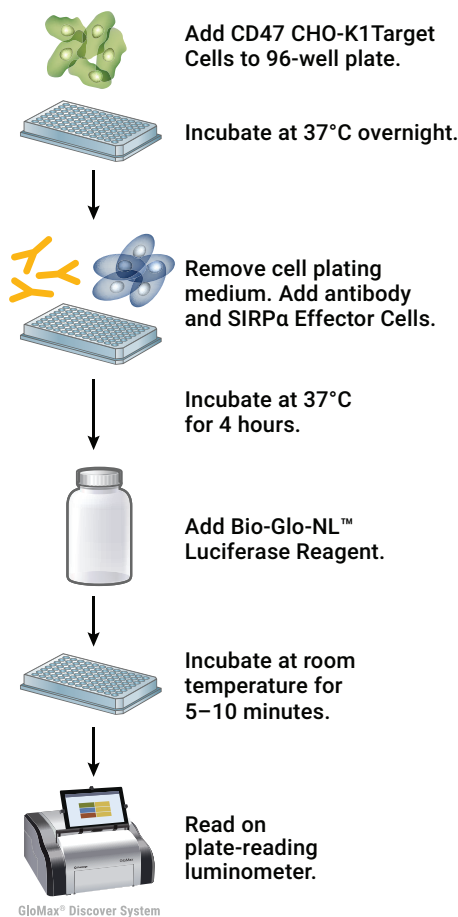 Add CD47 CHO-K1Target
Cells to 96-well plate.
Incubate at 37°C overnight.
Remove cell plating
medium. Add antibody
and SIRPα Effector Cells.
Incubate at 37°C
for 4 hours.
Add Bio-Glo-NL™
Luciferase Reagent.
Incubate at room
temperature for
5–10 minutes.
Read on
plate-reading
luminometer.
GloMax® Discover System